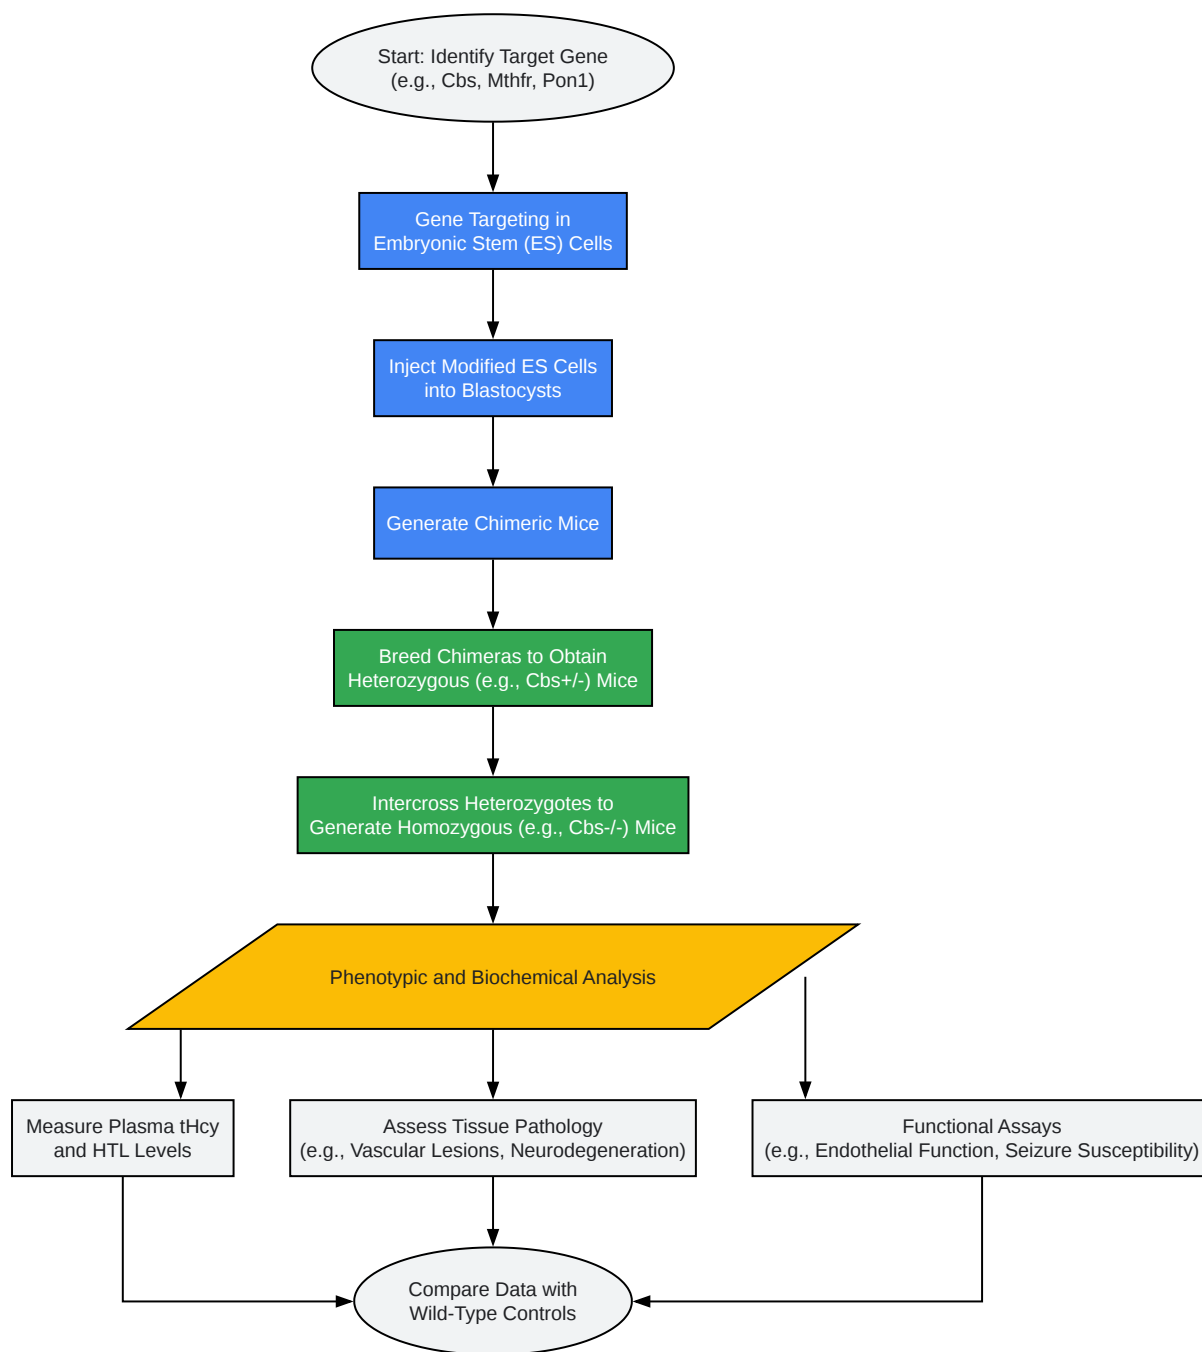 Start: Identify Target Gene
(e.g., Cbs, Mthfr, Pon1)
Gene Targeting in
Embryonic Stem (ES) Cells
Inject Modified ES Cells
into Blastocysts
Generate Chimeric Mice
Breed Chimeras to Obtain
Heterozygous (e.g., Cbs+/-) Mice
Intercross Heterozygotes to
Generate Homozygous (e.g., Cbs-/-) Mice
Phenotypic and Biochemical Analysis
Measure Plasma tHcy
and HTL Levels
Assess Tissue Pathology
(e.g., Vascular Lesions, Neurodegeneration)
Functional Assays
(e.g., Endothelial Function, Seizure Susceptibility)
Compare Data with
Wild-Type Controls